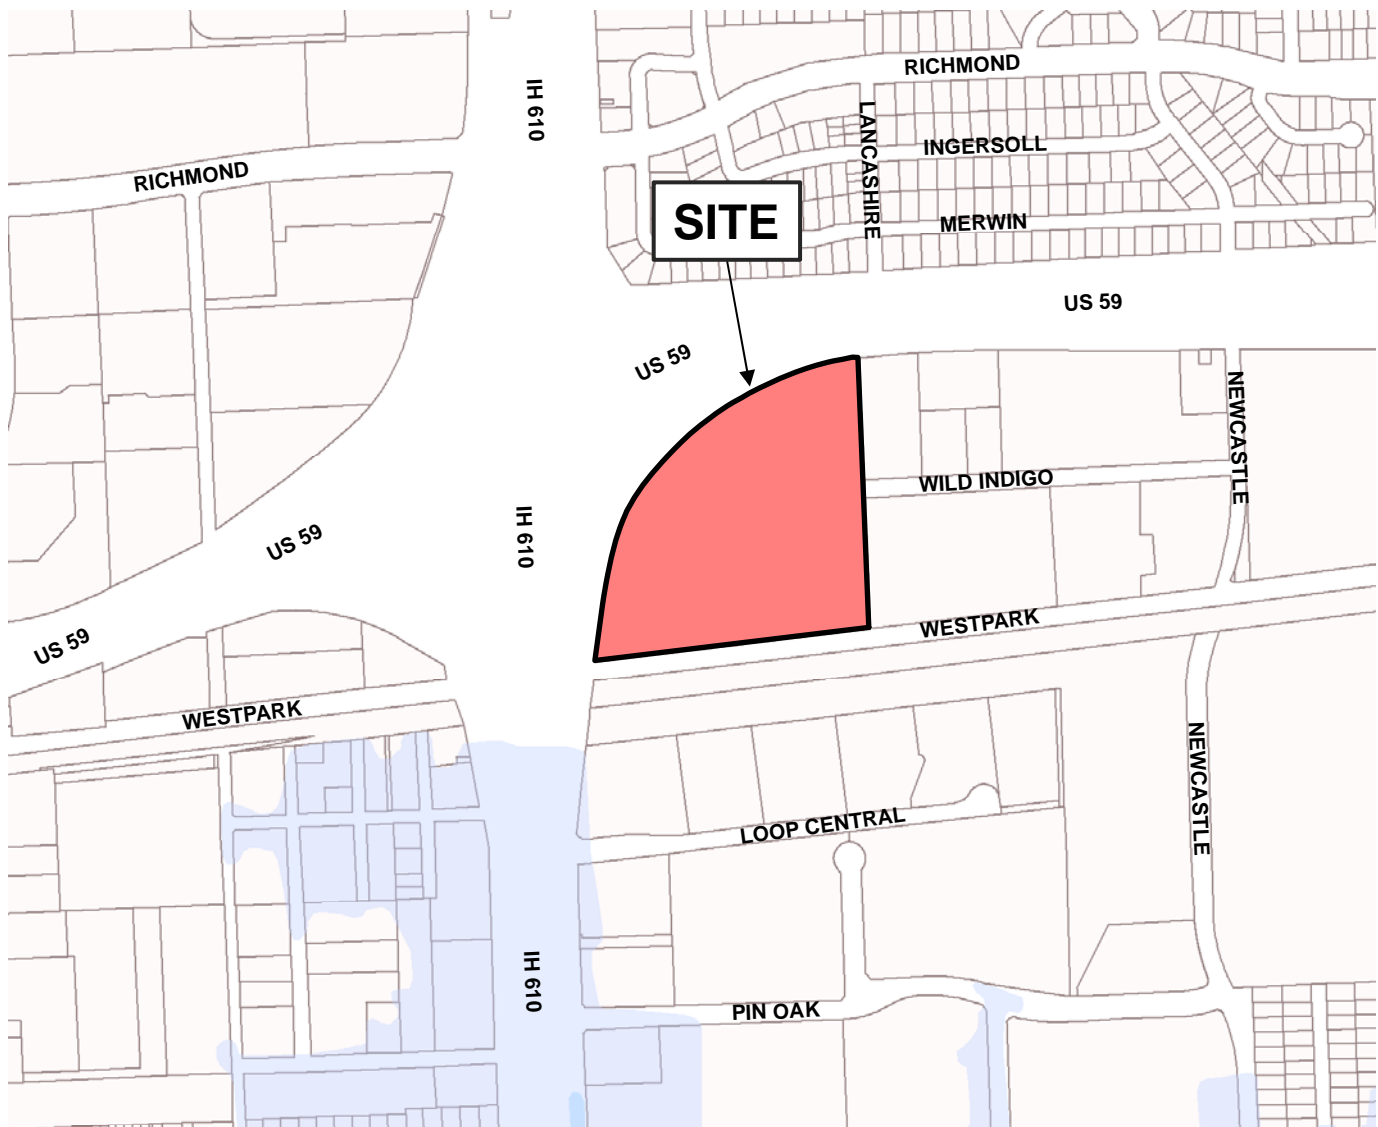 RICHMOND
IH 610
LANCASHIRE
INGERSOLL
RICHMOND
SITE
MERWIN
US 59
US 59
NEWCASTLE
WILD INDIGO
IH 610
US 59
WESTPARK
US 59
WESTPARK
NEWCASTLE
LOOP CENTRAL
IH 610
PIN OAK